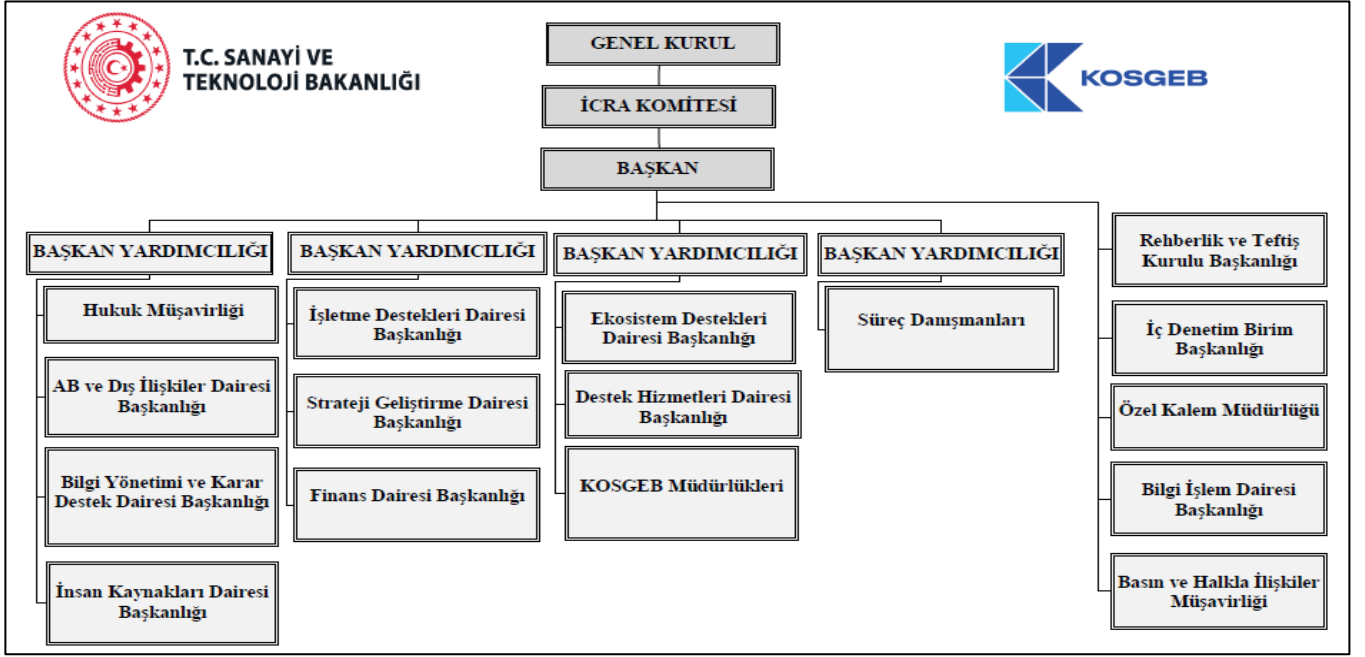 T.C. SANAYİ VE
TEKNOLOJİ BAKANLIĞI
GENEL KURUL
KOSGEB
İCRA KOMİTESİ
BAŞKAN
BAŞKAN YARDIMCILIĞI
Hukuk Müşavirliği
AB ve Dış İlişkiler Dairesi
Başkanlığı
Bilgi Yönetimi ve Karar
Destek Dairesi Başkanlığı
İnsan Kaynakları Dairesi
Başkanlığı
BAŞKAN YARDIMCILIĞI
İşletme Destekleri Dairesi
Başkanlığı
Strateji Geliştirme Dairesi
Başkanlığı
Finans Dairesi Başkanlığı
BAŞKAN YARDIMCILIĞI
Ekosistem Destekleri
Dairesi Başkanlığı
Destek Hizmetleri Dairesi
Başkanlığı
KOSGEB Müdürlükleri
BAŞKAN YARDIMCILIĞI
Süreç Danışmanları
Rehberlik ve Teftiş
Kurulu Başkanlığı
İç Denetim Birim
Başkanlığı
Özel Kalem Müdürlüğü
Bilgi İşlem Dairesi
Başkanlığı
Basın ve Halkla İlişkiler
Müşavirliği